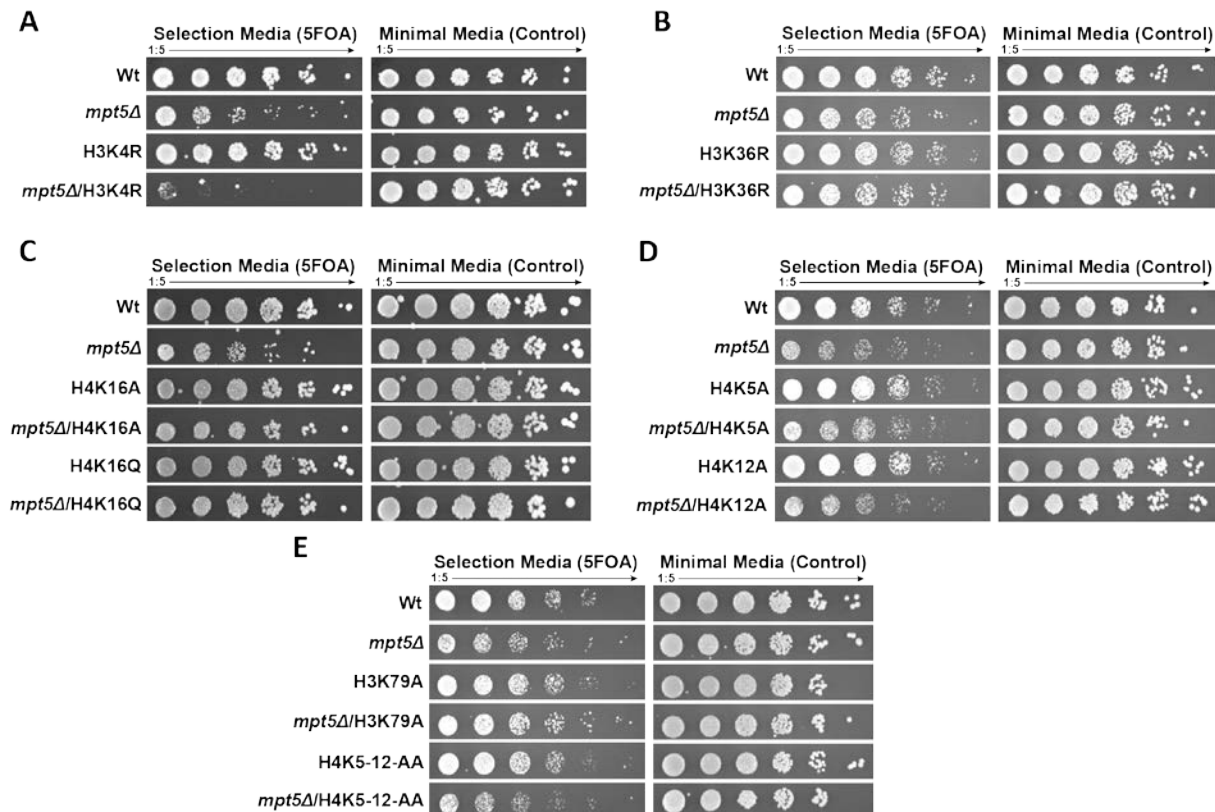 A
Selection Media (5FOA) Minimal Media (Control)
1:5 1:5
Wt
mpt5Δ
H3K4R
mpt5Δ/H3K4R
B
Selection Media (5FOA) Minimal Media (Control)
1:5 1:5
Wt
mpt5Δ
H3K36R
mpt5Δ/H3K36R
C
Selection Media (5FOA) Minimal Media (Control)
1:5 1:5
Wt
mpt5Δ
H4K16A
mpt5Δ/H4K16A
H4K16Q
mpt5Δ/H4K16Q
D
Selection Media (5FOA) Minimal Media (Control)
1:5 1:5
Wt
mpt5Δ
H4K5A
mpt5Δ/H4K5A
H4K12A
mpt5Δ/H4K12A
E
Selection Media (5FOA) Minimal Media (Control)
1:5 1:5
Wt
mpt5Δ
H3K79A
mpt5Δ/H3K79A
H4K5-12-AA
mpt5Δ/H4K5-12-AA